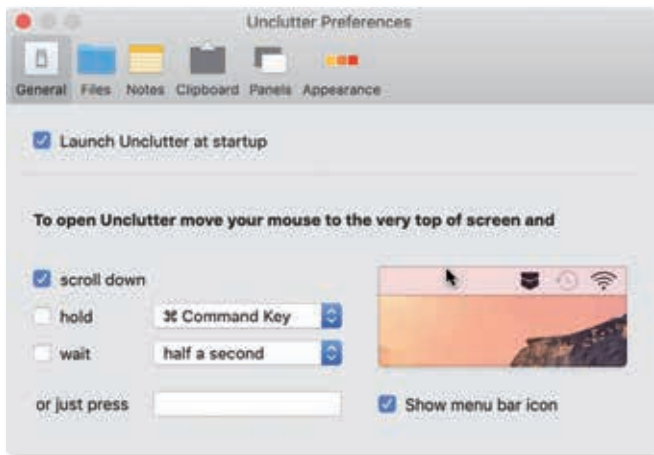 Unclutter Preferences
General Files Notes Clipboard Panels Appearance
Launch Unclutter at startup
To open Unclutter move your mouse to the very top of screen and
scroll down
hold ⌘ Command Key
wait half a second
or just press
Show menu bar icon